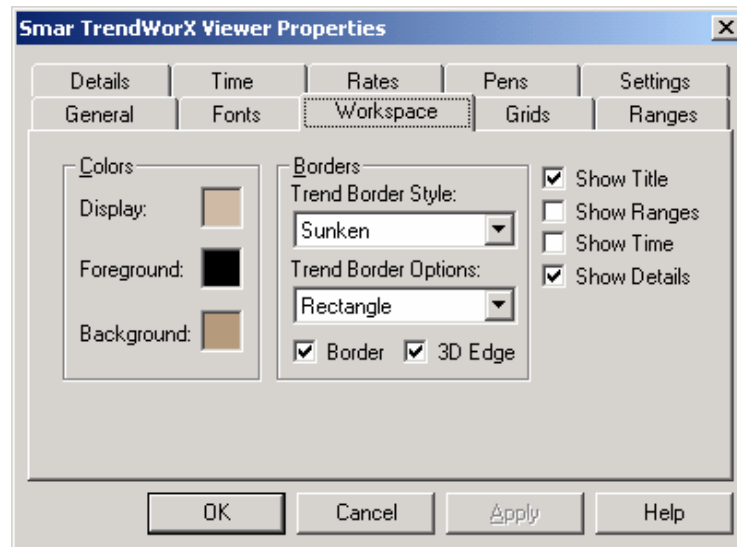 Smar TrendWorX Viewer Properties
Details Time Rates Pens Settings
General Fonts Workspace Grids Ranges
Colors
Display:
Foreground:
Background:
Borders
Trend Border Style:
Sunken
Trend Border Options:
Rectangle
Border 3D Edge
Show Title
Show Ranges
Show Time
Show Details
OK Cancel Apply Help